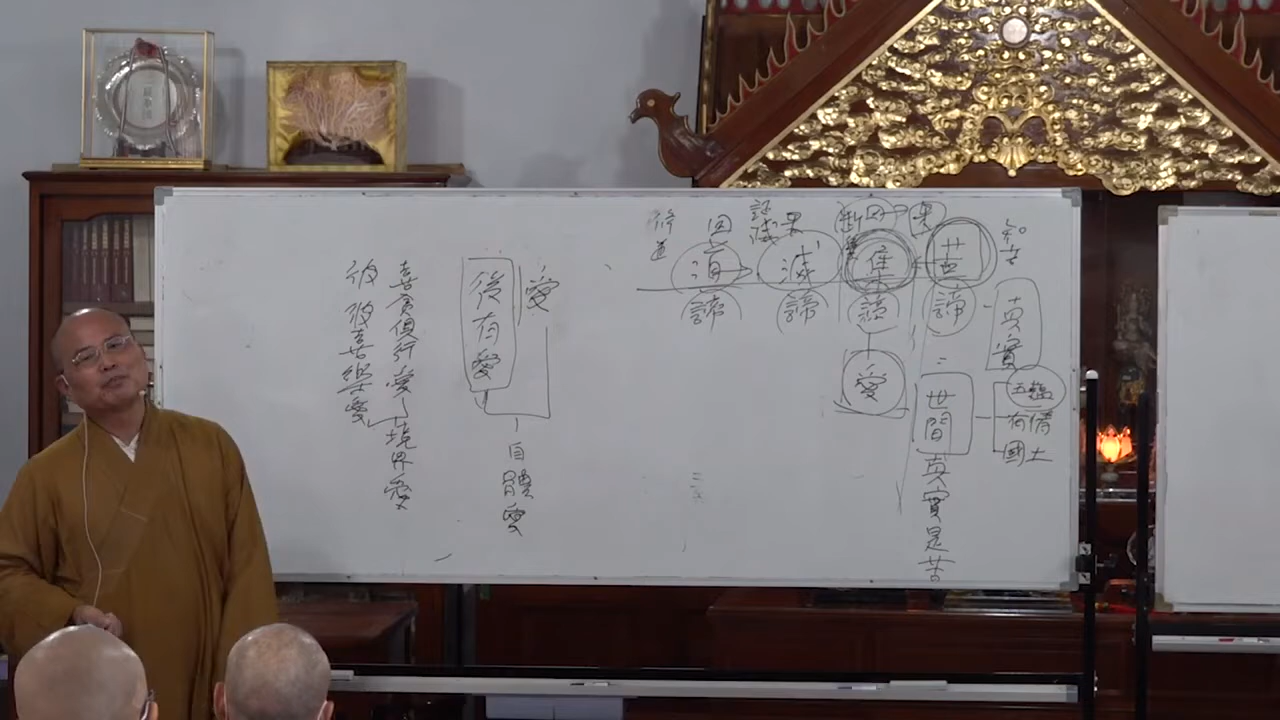 知苦
苦諦
真實
五蘊
有情
國土
世間真實是苦
果
斷因
集諦
愛
證滅
果
滅諦
因
道諦
修道
愛
後有愛
自體愛
喜貪俱行愛
彼彼喜樂愛
境界愛